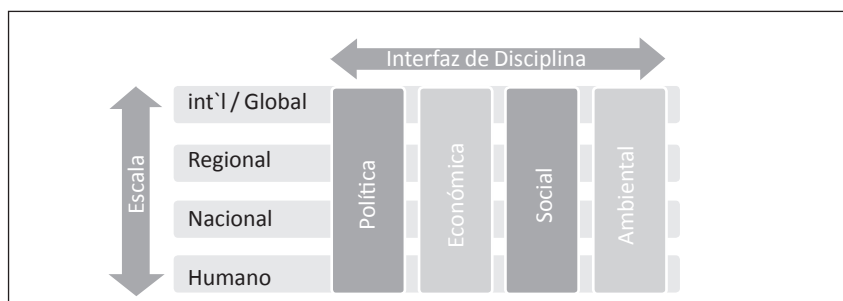 Interfaz de Disciplina
Escala
int`l / Global
Regional
Nacional
Humano
Política
Económica
Social
Ambiental